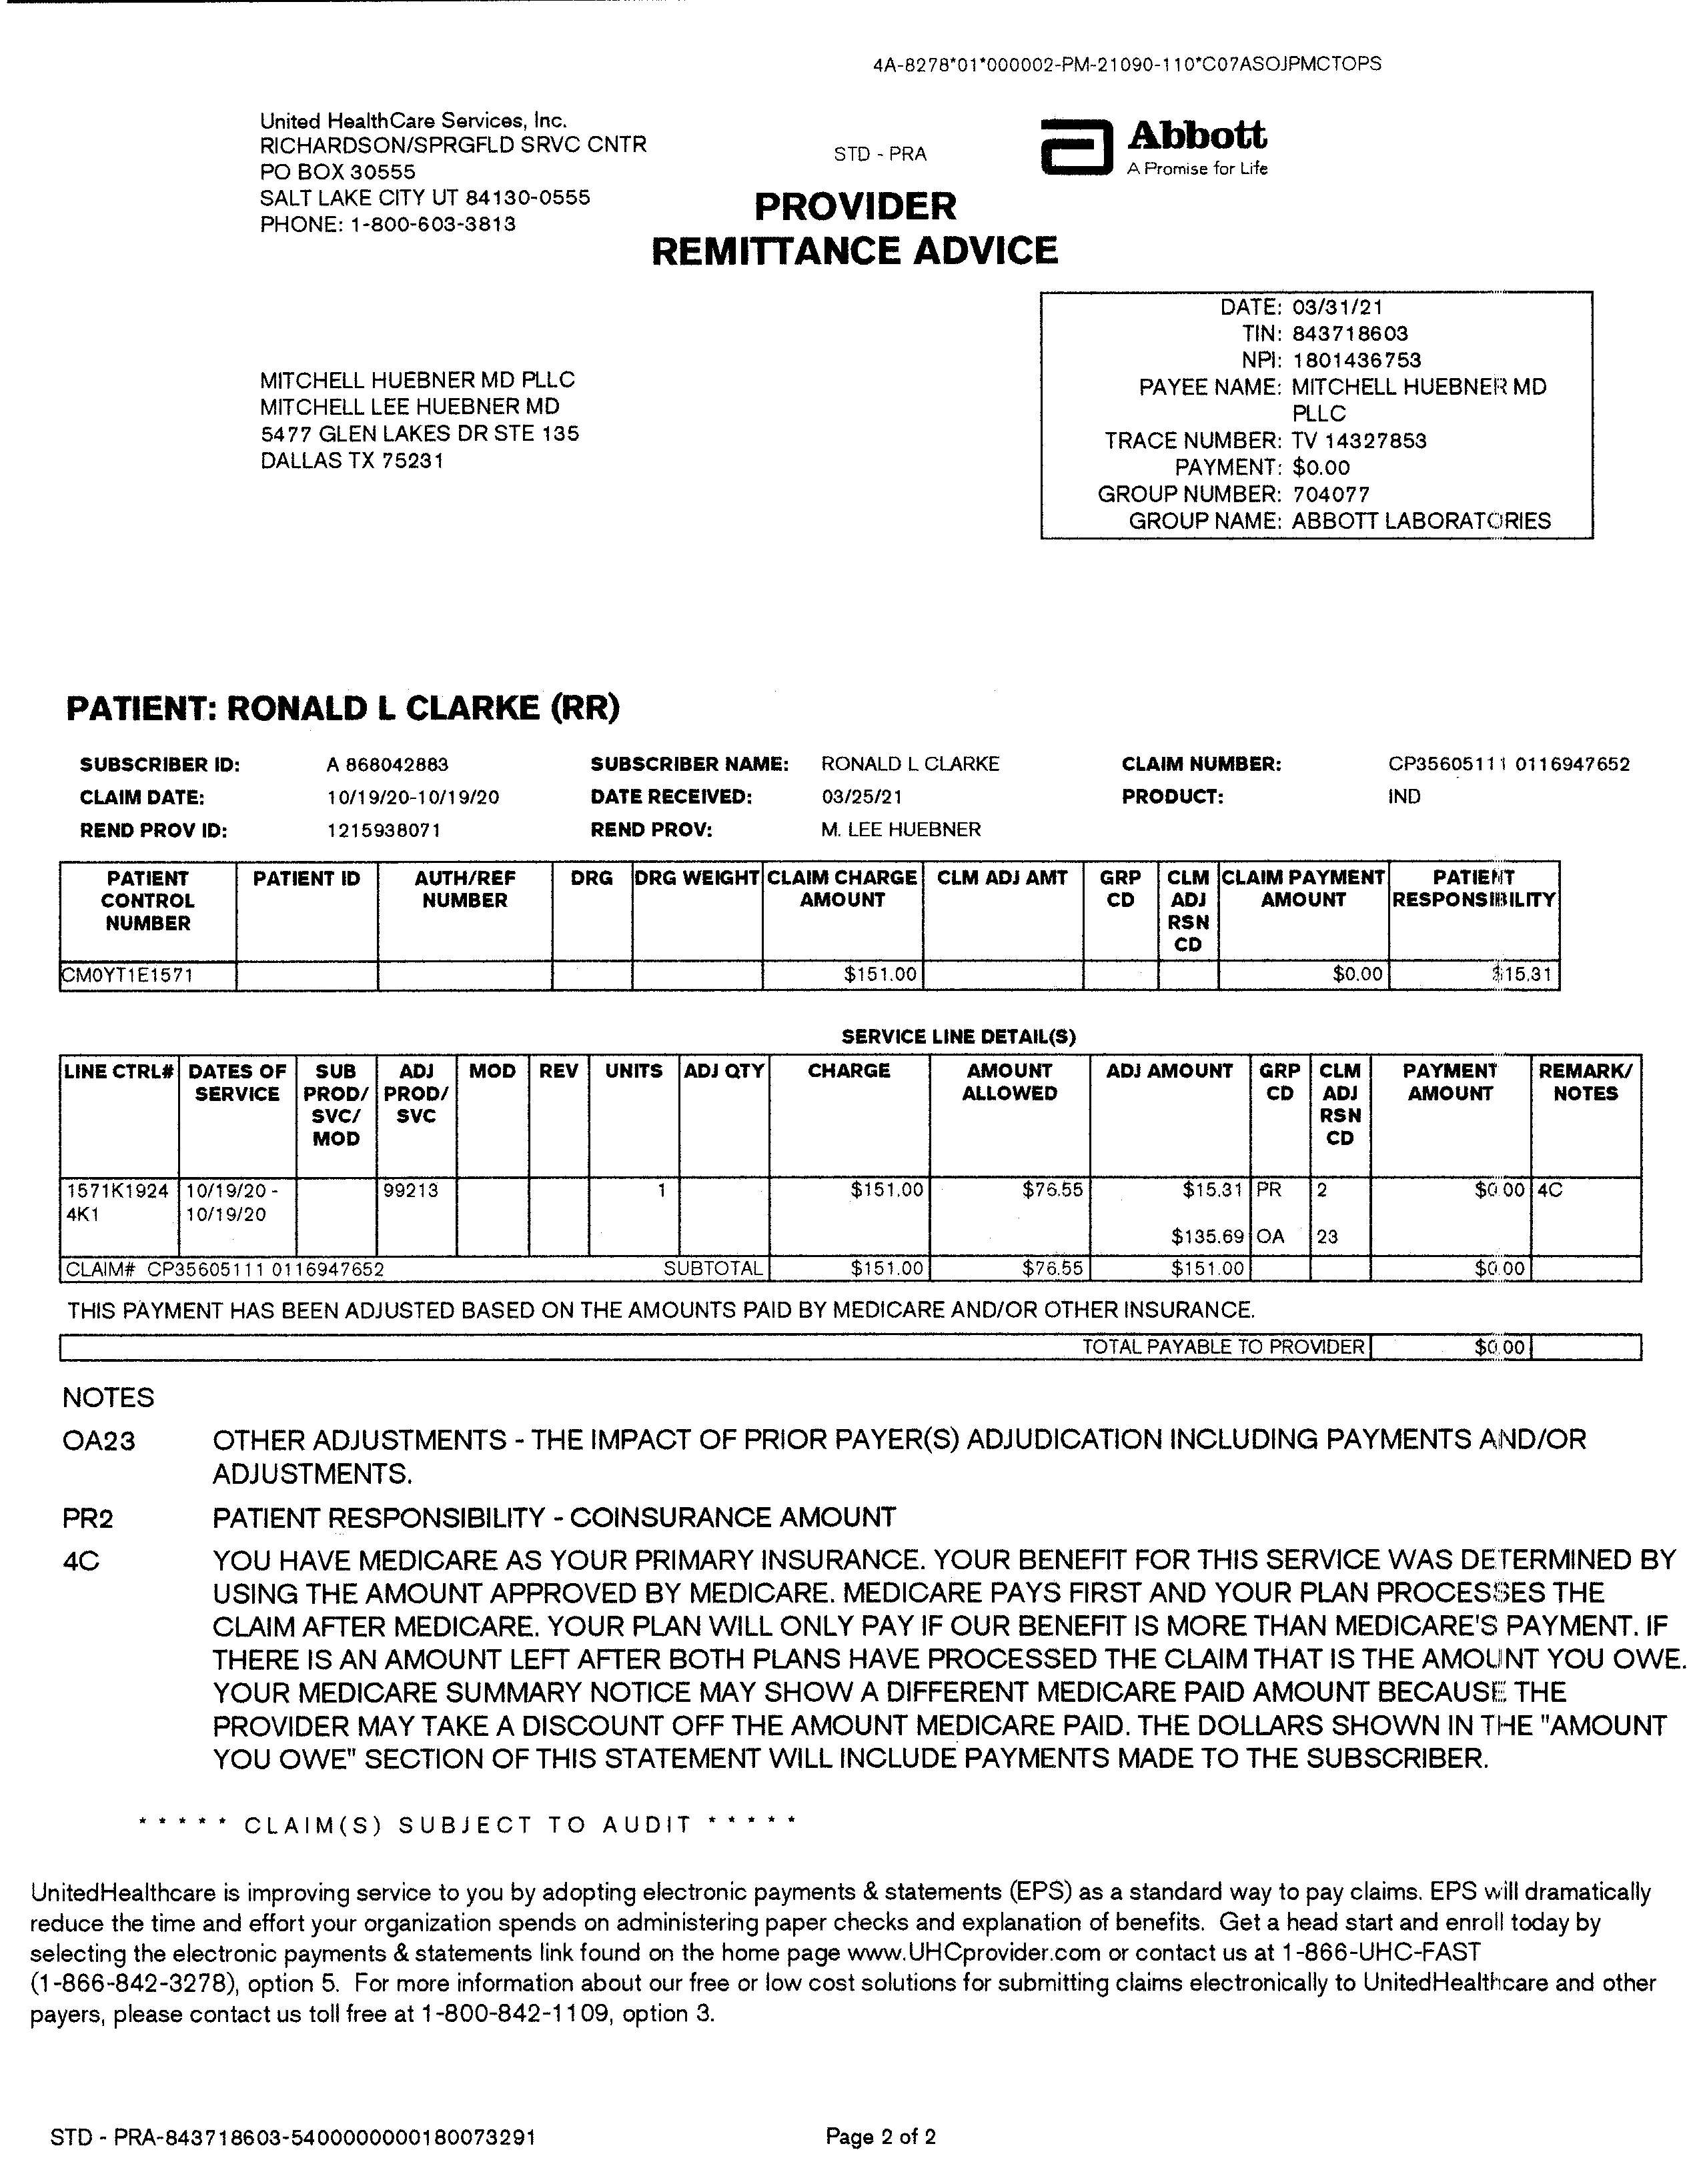 4A-8278*01*000002-PM-21090-110*C07ASOJPMCTOPS
United HealthCare Services, Inc.
RICHARDSON/SPRGFLD SRVC CNTR
PO BOX 30555
SALT LAKE CITY UT 84130-0555
PHONE: 1-800-603-3813
STD - PRA
Abbott
A Promise for Life
PROVIDER
REMITTANCE ADVICE
DATE: 03/31/21
TIN: 843718603
NPI: 1801436753
PAYEE NAME: MITCHELL HUEBNER MD
PLLC
TRACE NUMBER: TV 14327853
PAYMENT: $0.00
GROUP NUMBER: 704077
GROUP NAME: ABBOTT LABORATORIES
MITCHELL HUEBNER MD PLLC
MITCHELL LEE HUEBNER MD
5477 GLEN LAKES DR STE 135
DALLAS TX 75231
PATIENT: RONALD L CLARKE (RR)
SUBSCRIBER ID: A 868042883 SUBSCRIBER NAME: RONALD L CLARKE CLAIM NUMBER: CP35605111 0116947652
CLAIM DATE: 10/19/20-10/19/20 DATE RECEIVED: 03/25/21 PRODUCT: IND
REND PROV ID: 1215938071 REND PROV: M. LEE HUEBNER
PATIENT PATIENT ID AUTH/REF DRG DRG WEIGHT CLAIM CHARGE CLM ADJ AMT GRP CLM CLAIM PAYMENT PATIENT
CONTROL NUMBER AMOUNT CD ADJ AMOUNT RESPONSIBILITY
NUMBER RSN
CD
CM0YT1E1571 $151.00 $0.00 $15.31
SERVICE LINE DETAIL(S)
LINE CTRL# DATES OF SUB ADJ MOD REV UNITS ADJ QTY CHARGE AMOUNT ADJ AMOUNT GRP CLM PAYMENT REMARK/
SERVICE PROD/ PROD/ ALLOWED CD ADJ AMOUNT NOTES
SVC/ SVC RSN
MOD CD
1571K1924 10/19/20 - 99213 1 $151.00 $76.55 $15.31 PR 2 $0.00 4C
4K1 10/19/20
$135.69 OA 23
CLAIM# CP35605111 0116947652 SUBTOTAL $151.00 $76.55 $151.00 $0.00
THIS PAYMENT HAS BEEN ADJUSTED BASED ON THE AMOUNTS PAID BY MEDICARE AND/OR OTHER INSURANCE.
TOTAL PAYABLE TO PROVIDER $0.00
NOTES
OA23 OTHER ADJUSTMENTS - THE IMPACT OF PRIOR PAYER(S) ADJUDICATION INCLUDING PAYMENTS AND/OR
ADJUSTMENTS.
PR2 PATIENT RESPONSIBILITY - COINSURANCE AMOUNT
4C YOU HAVE MEDICARE AS YOUR PRIMARY INSURANCE. YOUR BENEFIT FOR THIS SERVICE WAS DETERMINED BY
USING THE AMOUNT APPROVED BY MEDICARE. MEDICARE PAYS FIRST AND YOUR PLAN PROCESSES THE
CLAIM AFTER MEDICARE. YOUR PLAN WILL ONLY PAY IF OUR BENEFIT IS MORE THAN MEDICARE'S PAYMENT. IF
THERE IS AN AMOUNT LEFT AFTER BOTH PLANS HAVE PROCESSED THE CLAIM THAT IS THE AMOUNT YOU OWE.
YOUR MEDICARE SUMMARY NOTICE MAY SHOW A DIFFERENT MEDICARE PAID AMOUNT BECAUSE THE
PROVIDER MAY TAKE A DISCOUNT OFF THE AMOUNT MEDICARE PAID. THE DOLLARS SHOWN IN THE "AMOUNT
YOU OWE" SECTION OF THIS STATEMENT WILL INCLUDE PAYMENTS MADE TO THE SUBSCRIBER.
* * * * * CLAIM(S) SUBJECT TO AUDIT * * * * *
UnitedHealthcare is improving service to you by adopting electronic payments & statements (EPS) as a standard way to pay claims. EPS will dramatically
reduce the time and effort your organization spends on administering paper checks and explanation of benefits. Get a head start and enroll today by
selecting the electronic payments & statements link found on the home page www.UHCprovider.com or contact us at 1-866-UHC-FAST
(1-866-842-3278), option 5. For more information about our free or low cost solutions for submitting claims electronically to UnitedHealthcare and other
payers, please contact us toll free at 1-800-842-1109, option 3.
STD - PRA-843718603-5400000000180073291 Page 2 of 2